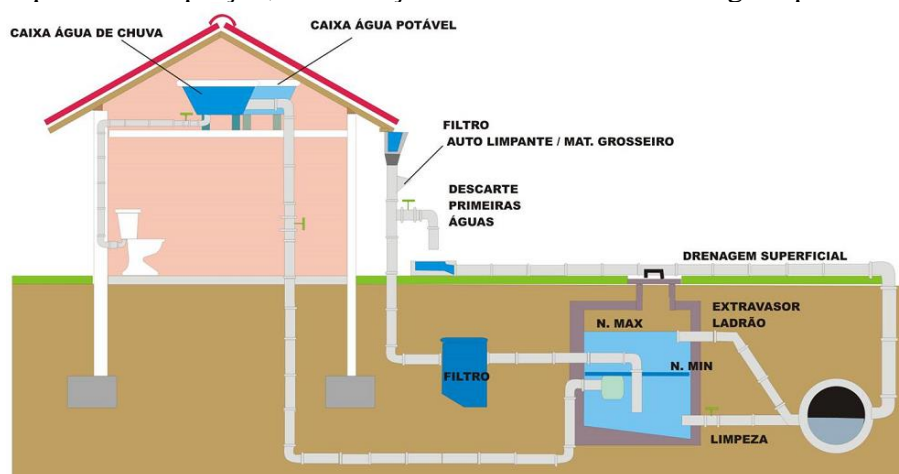 CAIXA ÁGUA DE CHUVA
CAIXA ÁGUA POTÁVEL
FILTRO
AUTO LIMPANTE / MAT. GROSSEIRO
DESCARTE
PRIMEIRAS
ÁGUAS
DRENAGEM SUPERFICIAL
EXTRAVASOR
LADRÃO
N. MAX
N. MIN
FILTRO
LIMPEZA